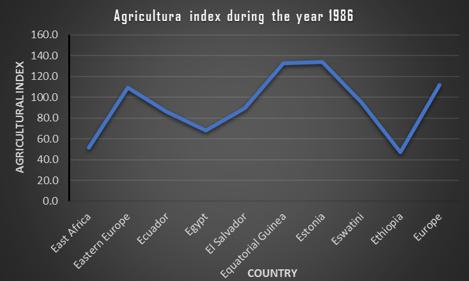 Agricultura index during the year 1986
160.0
140.0
120.0
100.0
80.0
60.0
40.0
20.0
0.0
AGRICULTURAL INDEX
East Africa
Eastern Europe
Ecuador
Egypt
El Salvador
Equatorial Guinea
Estonia
Eswatini
Ethiopia
Europe
COUNTRY